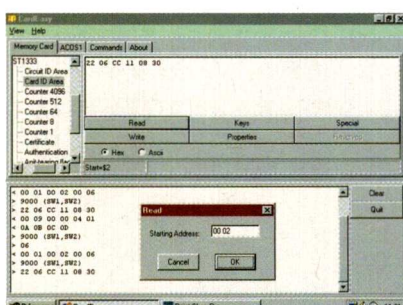 CardEasy
View Help
Memory Card ACOS1 Commands About
ST1333
Circuit ID Area
Card ID Area
Counter 4096
Counter 512
Counter 64
Counter 8
Counter 1
Certificate
Authentication
22 06 CC 11 08 30
Read Keys Special
Write Properties
Hex Ascii
Start=$2
< 00 01 D0 02 00 06
> 9000 (SW1,SW2)
> 22 06 CC 11 08 30
< 00 09 D0 00 04 01
< 0A 0B 0C 0D
> 9000 (SW1,SW2)
> 06
< 00 01 D0 02 00 06
> 9000 (SW1,SW2)
> 22 06 CC 11 08 30
Clear
Quit
Read
Starting Address: 00 02
Cancel OK